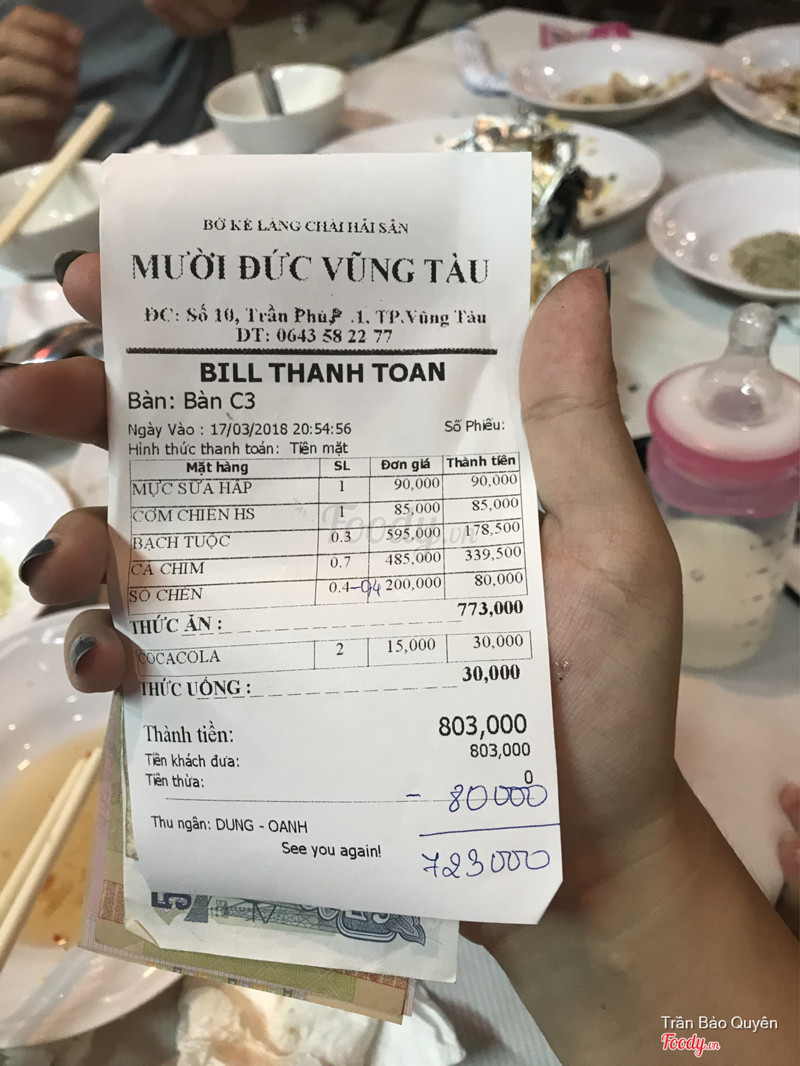 BỜ KÈ LÀNG CHÀI HẢI SẢN
MƯỜI ĐỨC VŨNG TÀU
ĐC: Số 10, Trần Phú,P .1, TP.Vũng Tàu
DT: 0643 58 22 77
BILL THANH TOAN
Bàn: Bàn C3
Ngày Vào : 17/03/2018 20:54:56 Số Phiếu:
Hình thức thanh toán: Tiền mặt
Mặt hàng SL Đơn giá Thành tiền
MỰC SỮA HẤP 1 90,000 90,000
CƠM CHIÊN HS 1 85,000 85,000
BẠCH TUỘC 0.3 595,000 178,500
CÁ CHIM 0.7 485,000 339,500
SÒ CHÉN 0.4 -0,4 200,000 80,000
THỨC ĂN : 773,000
COCACOLA 2 15,000 30,000
THỨC UỐNG : 30,000
Thành tiền: 803,000
Tiền khách đưa: 803,000
Tiền thừa: 0
- 80000
Thu ngân: DUNG - OANH
See you again!
723000
Foody.vn
Trần Bảo Quyên
Foody.vn